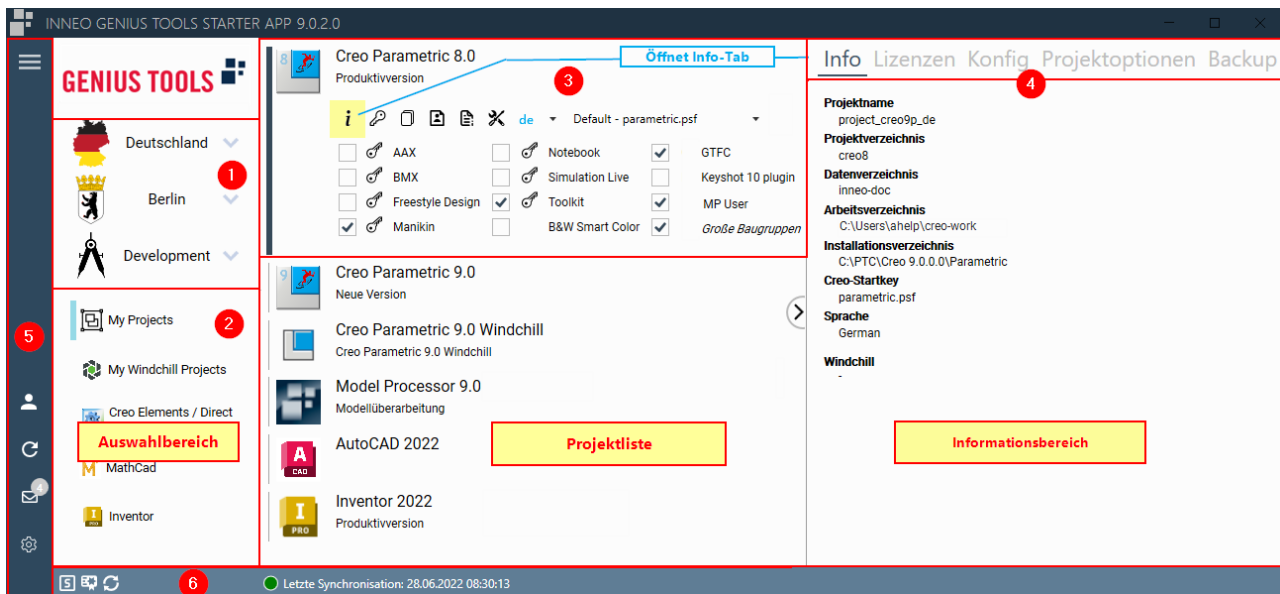 INNEO GENIUS TOOLS STARTER APP 9.0.2.0
GENIUS TOOLS
Deutschland
1
Berlin
Development
My Projects
2
My Windchill Projects
Creo Elements / Direct
Auswahlbereich
MathCad
Inventor
5
4
8
Creo Parametric 8.0
Produktivversion
3
Öffnet Info-Tab
i
de
Default - parametric.psf
AAX
Notebook
GTFC
BMX
Simulation Live
Keyshot 10 plugin
Freestyle Design
Toolkit
MP User
Manikin
B&W Smart Color
Große Baugruppen
9
Creo Parametric 9.0
Neue Version
Creo Parametric 9.0 Windchill
Creo Parametric 9.0 Windchill
Model Processor 9.0
Modellüberarbeitung
A
CAD
AutoCAD 2022
Projektliste
I
PRO
Inventor 2022
Produktivversion
Info Lizenzen Konfig Projektoptionen Backup
4
Projektname
project_creo9p_de
Projektverzeichnis
creo8
Datenverzeichnis
inneo-doc
Arbeitsverzeichnis
C:\Users\ahelp\creo-work
Installationsverzeichnis
C:\PTC\Creo 9.0.0.0\Parametric
Creo-Startkey
parametric.psf
Sprache
German
Windchill
-
Informationsbereich
S
6
Letzte Synchronisation: 28.06.2022 08:30:13